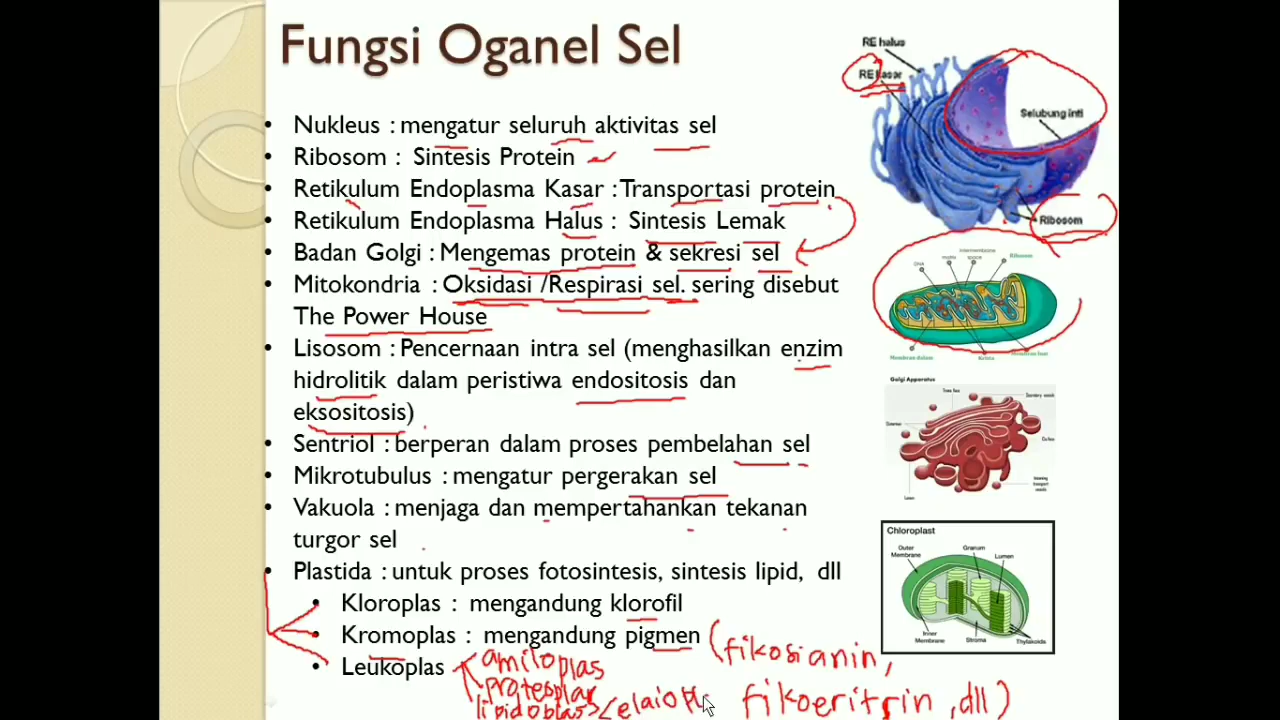 Fungsi Oganel Sel
Nukleus : mengatur seluruh aktivitas sel
Ribosom : Sintesis Protein
Retikulum Endoplasma Kasar : Transportasi protein
Retikulum Endoplasma Halus : Sintesis Lemak
Badan Golgi : Mengemas protein & sekresi sel
Mitokondria : Oksidasi /Respirasi sel. sering disebut
The Power House
Lisosom : Pencernaan intra sel (menghasilkan enzim
hidrolitik dalam peristiwa endositosis dan
eksositosis)
Sentriol : berperan dalam proses pembelahan sel
Mikrotubulus : mengatur pergerakan sel
Vakuola : menjaga dan mempertahankan tekanan
turgor sel
Plastida : untuk proses fotosintesis, sintesis lipid, dll
Kloroplas : mengandung klorofil
Kromoplas : mengandung pigmen (fikosianin,
fikoeritrin, dll)
Leukoplas
amiloplas
lipidoplas
RE halus
RE kasar
Selubung inti
Ribosom
DNA
matrix
intermembrane
space
Ribosom
Golgi Apparatus
Chloroplast
Outer
Membrane
Granum
Lumen
Inner
Membrane
Stroma
Thylakoids